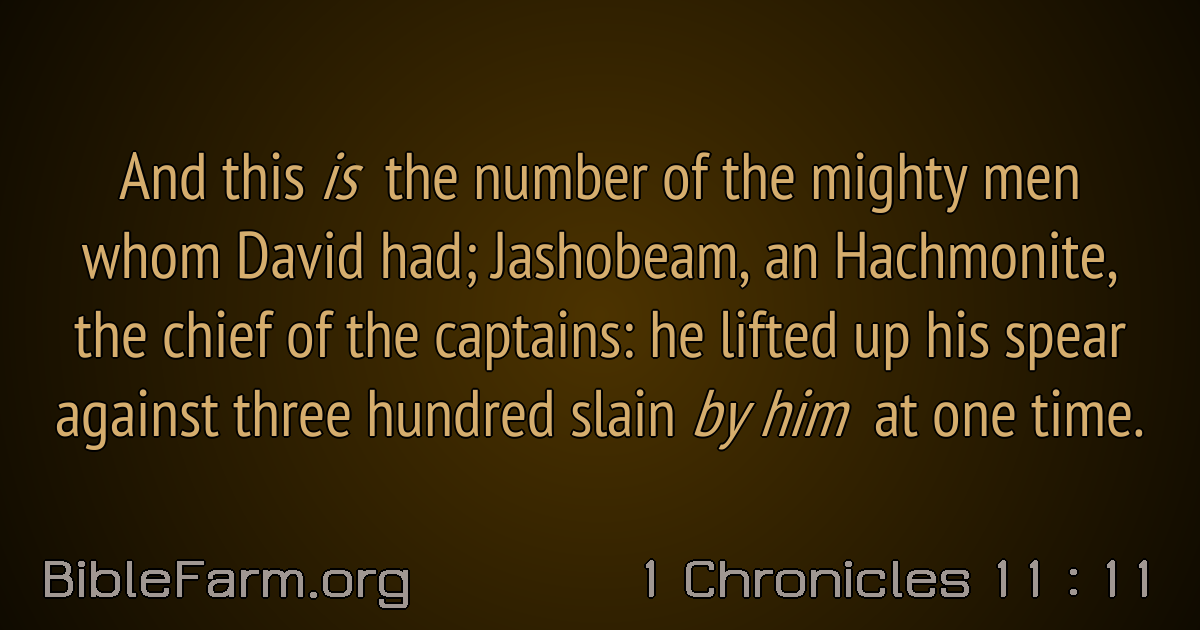 And this is the number of the mighty men
whom David had; Jashobeam, an Hachmonite,
the chief of the captains: he lifted up his spear
against three hundred slain by him at one time.
BibleFarm.org
1 Chronicles 11 : 11